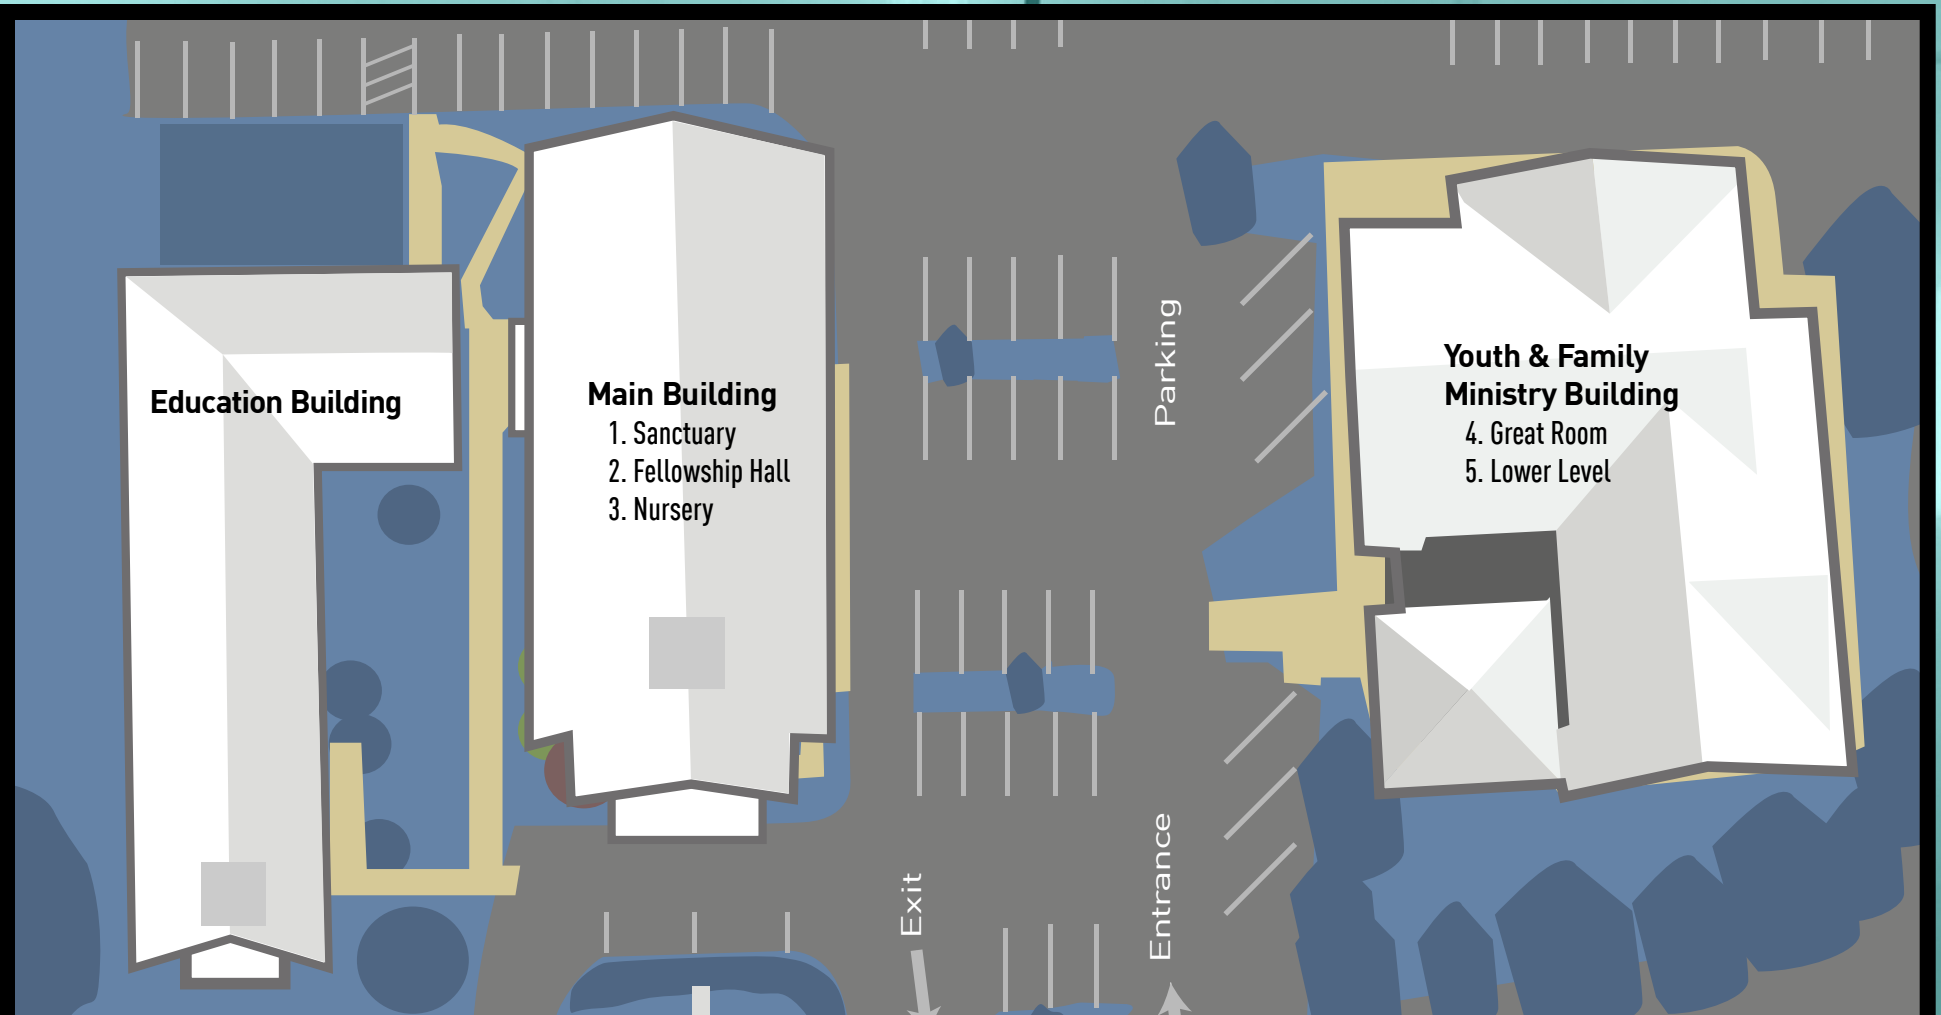 Education Building
Main Building
1. Sanctuary
2. Fellowship Hall
3. Nursery
Parking
Youth & Family
Ministry Building
4. Great Room
5. Lower Level
Exit
Entrance